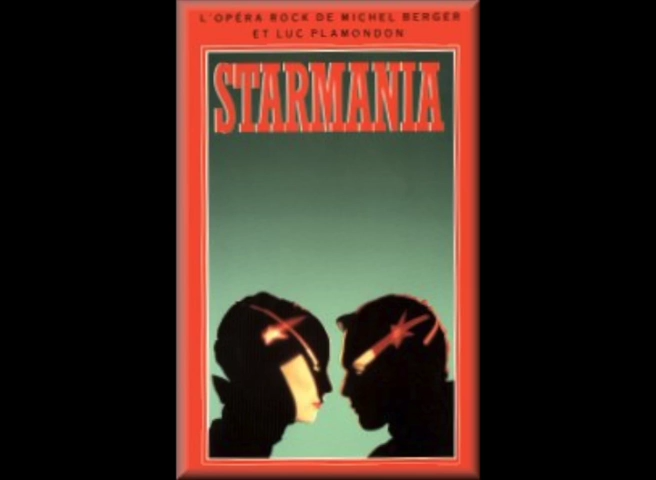 L'OPÉRA ROCK DE MICHEL BERGER
ET LUC PLAMONDON
STARMANIA